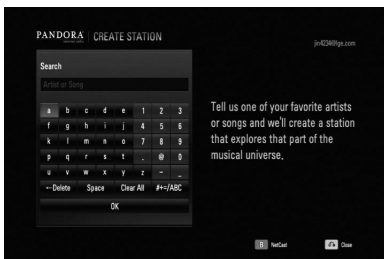 PANDORA | CREATE STATION
jin4234@lge.com
Search
Artist or Song
a b c d e 1 2 3
f g h i j 4 5 6
k l m n o 7 8 9
p q r s t . @ 0
u v w x y z - _
←Delete Space Clear All #+=/ABC
OK
Tell us one of your favorite artists
or songs and we'll create a station
that explores that part of the
musical universe.
B NetCast Close